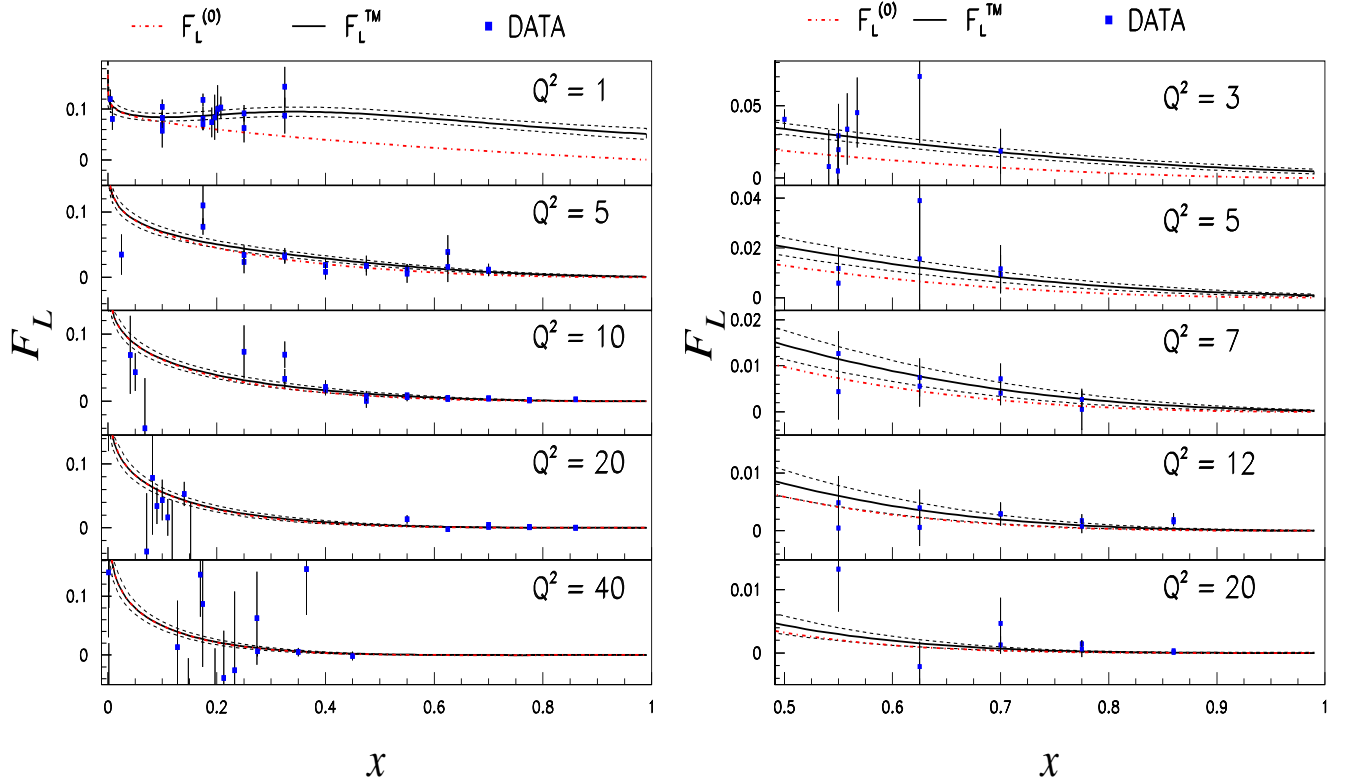 F_L^(0) F_L^TM DATA
F_L
Q² = 1
0.1
0
Q² = 5
0.1
0
Q² = 10
0.1
0
Q² = 20
0.1
0
Q² = 40
0.1
0
0 0.2 0.4 0.6 0.8 1
x
F_L^(0) F_L^TM DATA
F_L
Q² = 3
0.05
0
Q² = 5
0.04
0.02
0
Q² = 7
0.02
0.01
0
Q² = 12
0.01
0
Q² = 20
0.01
0
0.5 0.6 0.7 0.8 0.9 1
x